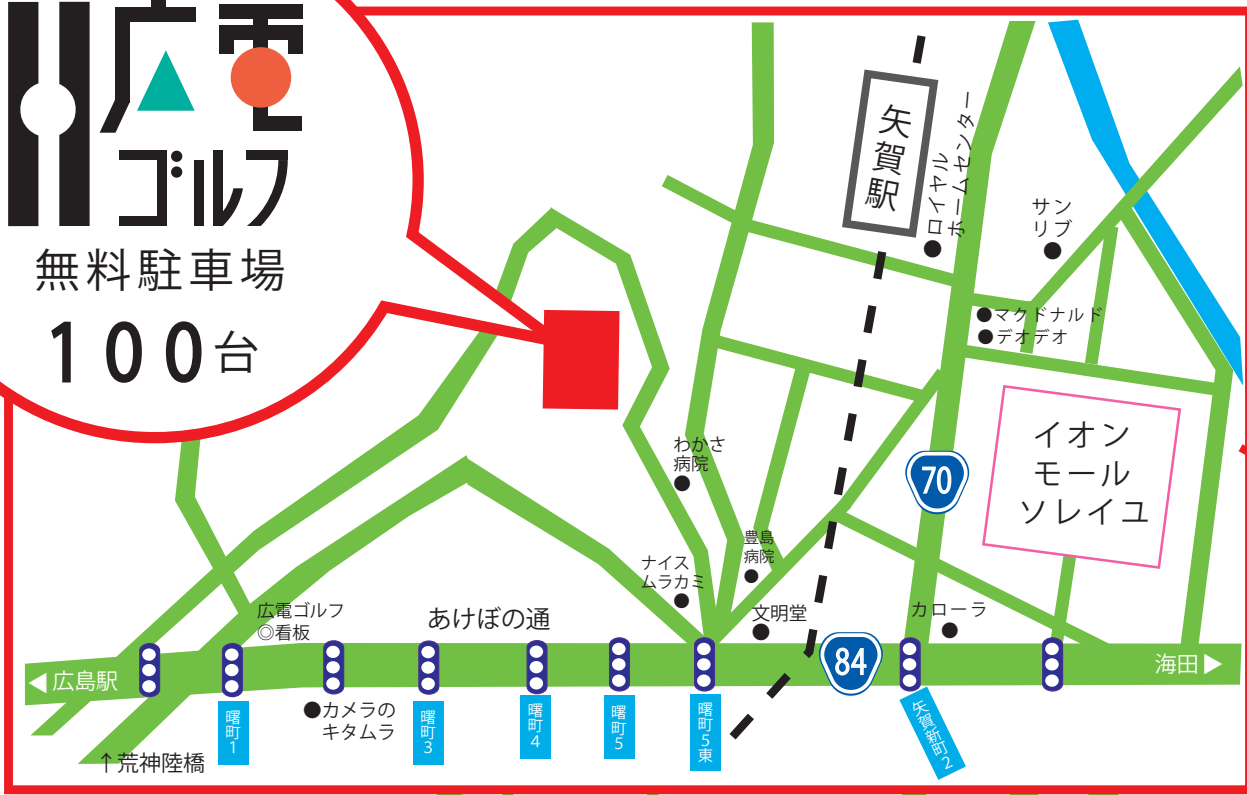 広電
ゴルフ
無料駐車場
100台
矢賀駅
ロイヤル
ホームセンター
サン
リブ
マクドナルド
デオデオ
イオン
モール
ソレイユ
70
わかさ
病院
豊島
病院
ナイス
ムラカミ
文明堂
カローラ
広電ゴルフ
◎看板
あけぼの通
84
◀広島駅
海田▶
カメラの
キタムラ
↑荒神陸橋
曙町1
曙町3
曙町4
曙町5
曙町5東
矢賀新町2